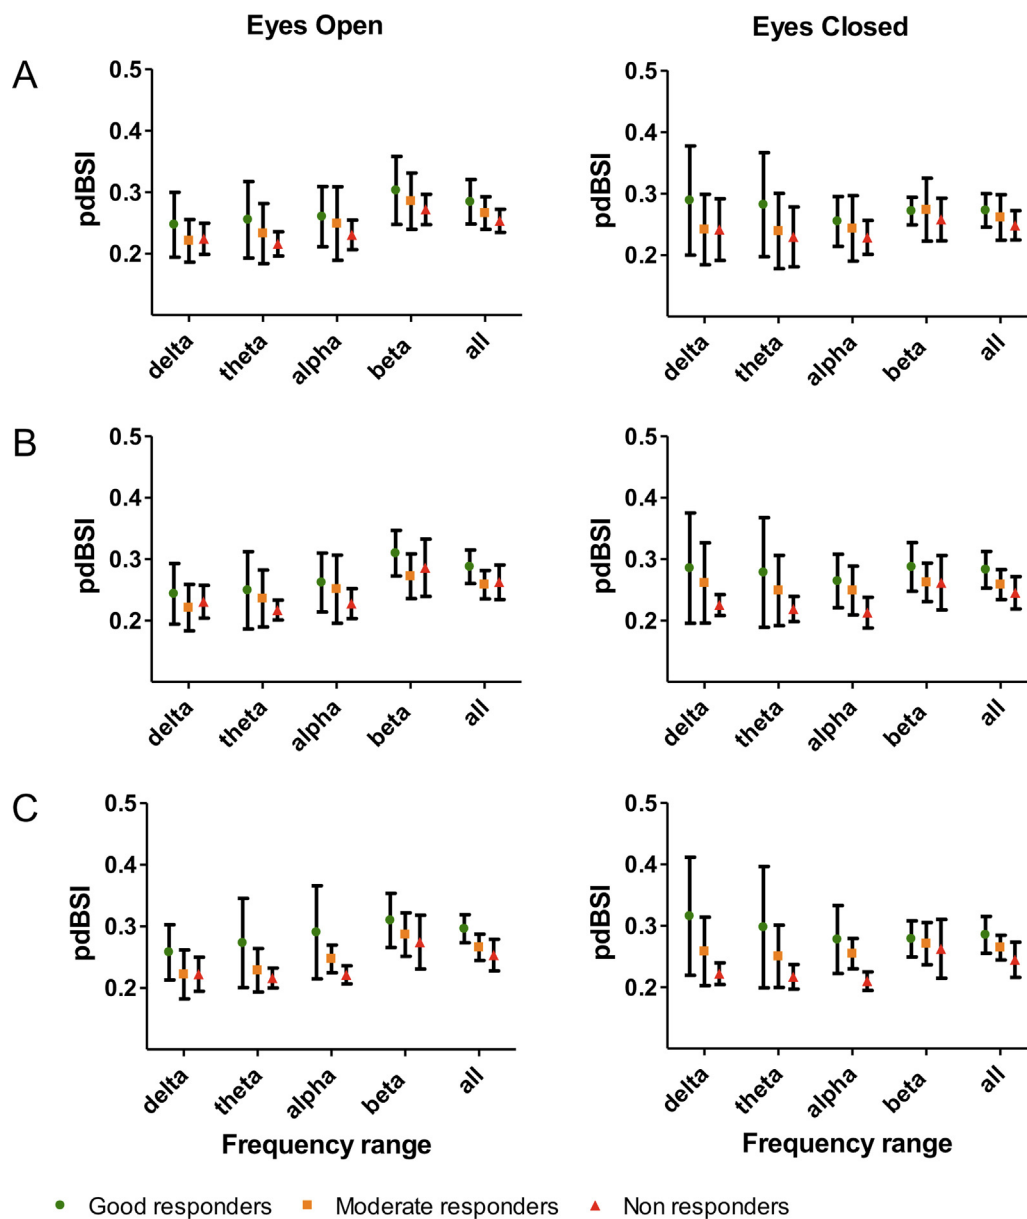 Eyes Open
Eyes Closed
A
pdBSI
0.5
0.4
0.3
0.2
delta
theta
alpha
beta
all
pdBSI
0.5
0.4
0.3
0.2
delta
theta
alpha
beta
all
B
pdBSI
0.5
0.4
0.3
0.2
delta
theta
alpha
beta
all
pdBSI
0.5
0.4
0.3
0.2
delta
theta
alpha
beta
all
C
pdBSI
0.5
0.4
0.3
0.2
delta
theta
alpha
beta
all
Frequency range
pdBSI
0.5
0.4
0.3
0.2
delta
theta
alpha
beta
all
Frequency range
Good responders
Moderate responders
Non responders